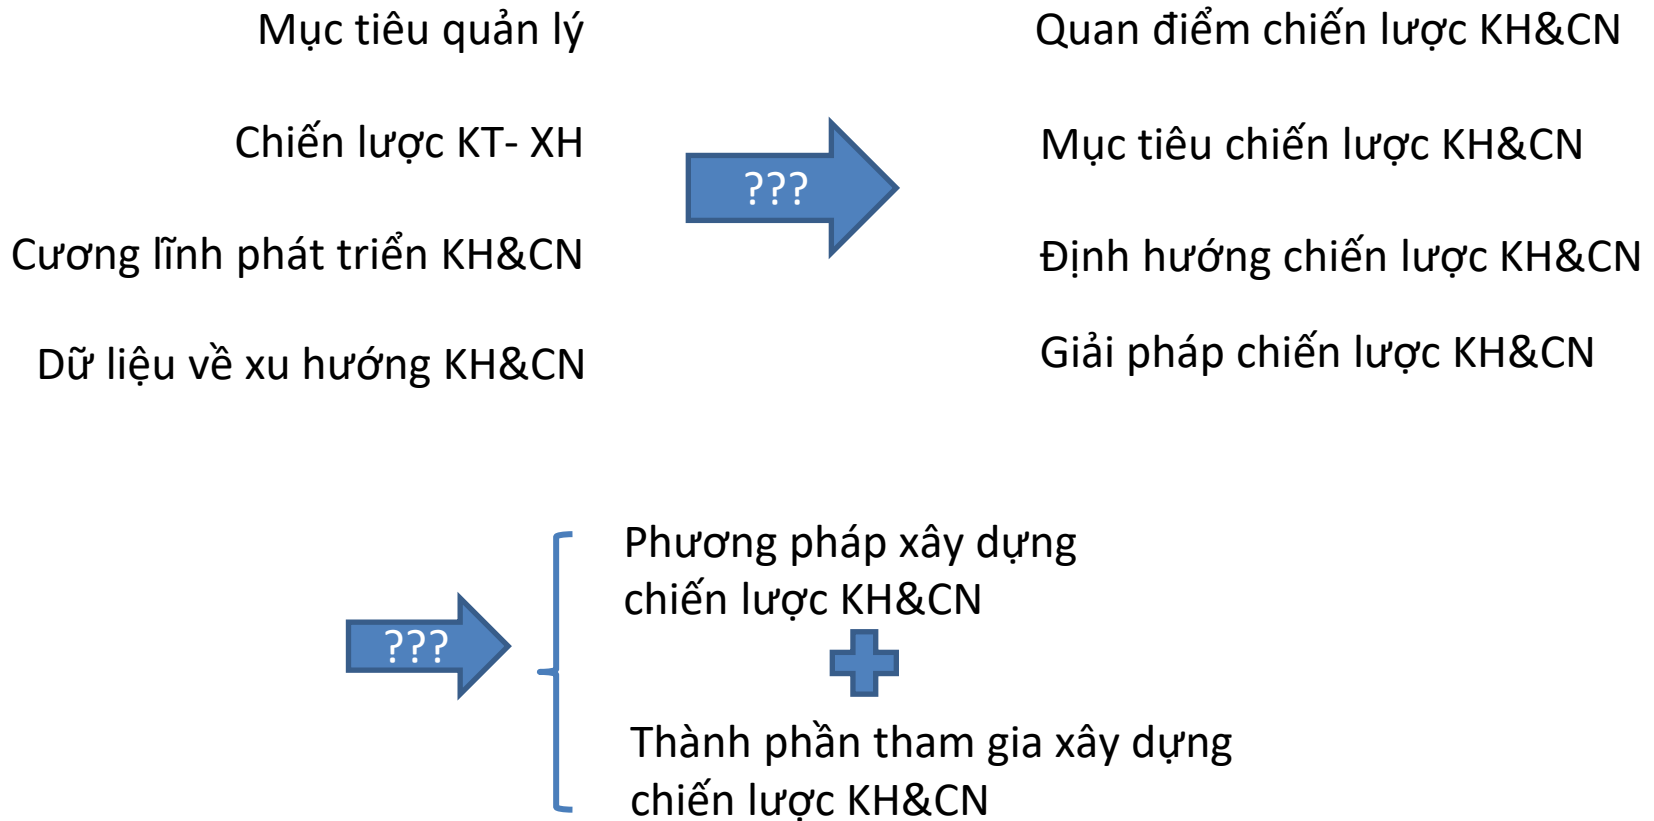 Mục tiêu quản lý
Chiến lược KT- XH
Cương lĩnh phát triển KH&CN
Dữ liệu về xu hướng KH&CN
???
Quan điểm chiến lược KH&CN
Mục tiêu chiến lược KH&CN
Định hướng chiến lược KH&CN
Giải pháp chiến lược KH&CN
???
Phương pháp xây dựng
chiến lược KH&CN
Thành phần tham gia xây dựng
chiến lược KH&CN